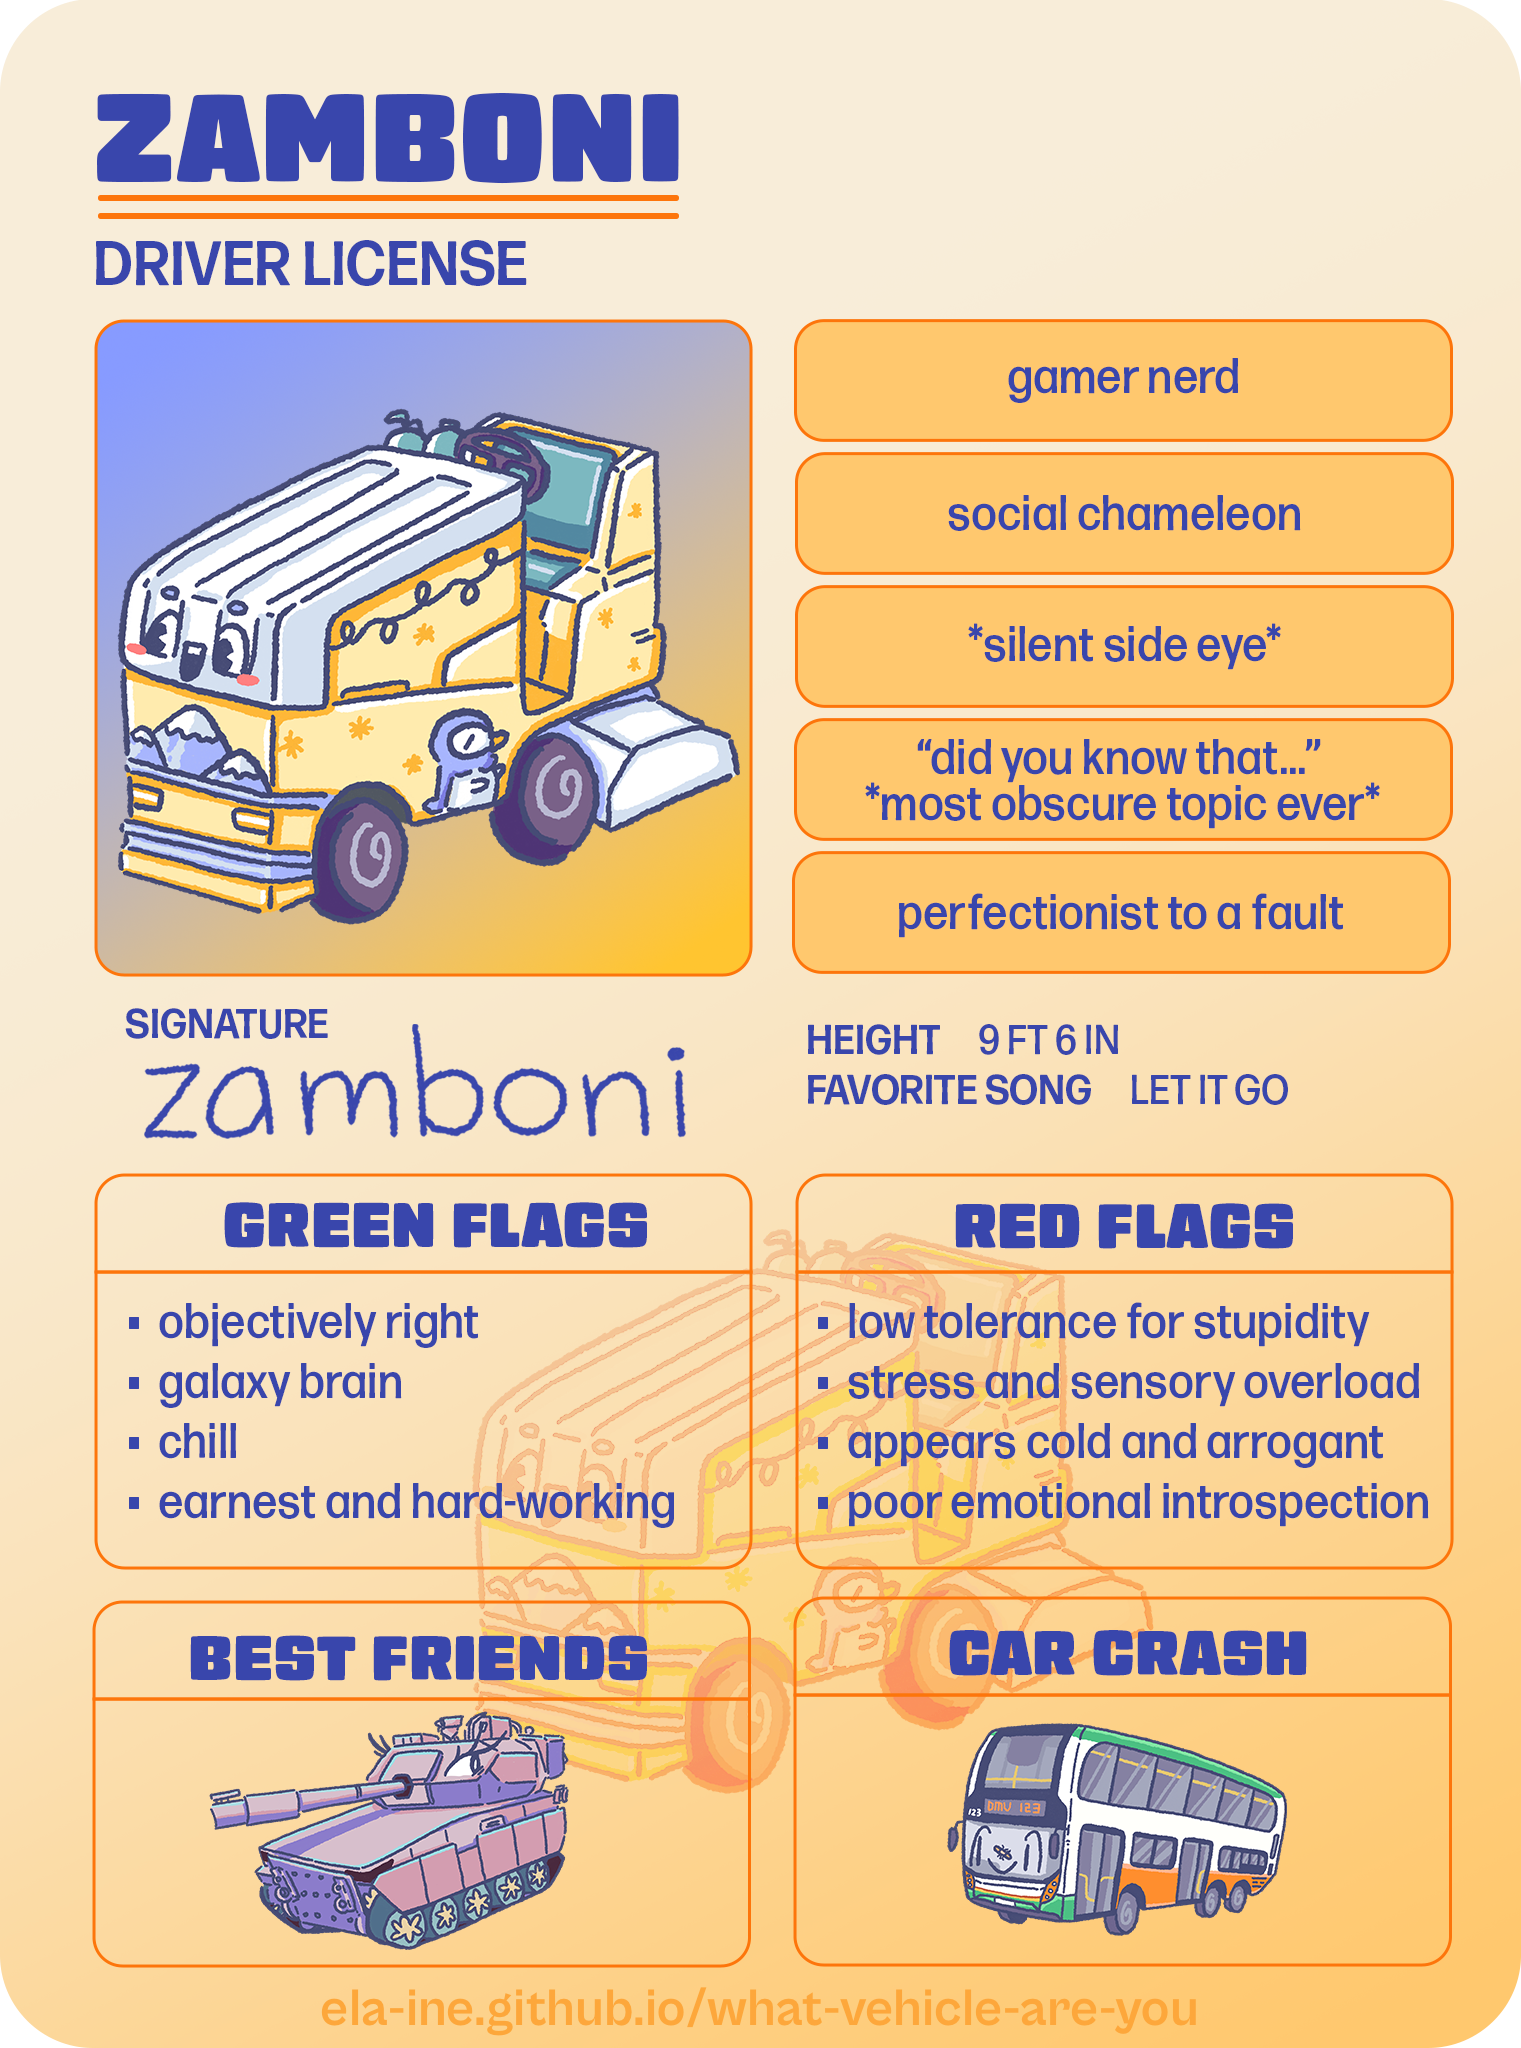 ZAMBONI
DRIVER LICENSE
gamer nerd
social chameleon
*silent side eye*
“did you know that...”
*most obscure topic ever*
perfectionist to a fault
SIGNATURE
zamboni
HEIGHT 9 FT 6 IN
FAVORITE SONG LET IT GO
GREEN FLAGS
▪ objectively right
▪ galaxy brain
▪ chill
▪ earnest and hard-working
RED FLAGS
▪ low tolerance for stupidity
▪ stress and sensory overload
▪ appears cold and arrogant
▪ poor emotional introspection
BEST FRIENDS
CAR CRASH
DMV 123
123
ela-ine.github.io/what-vehicle-are-you